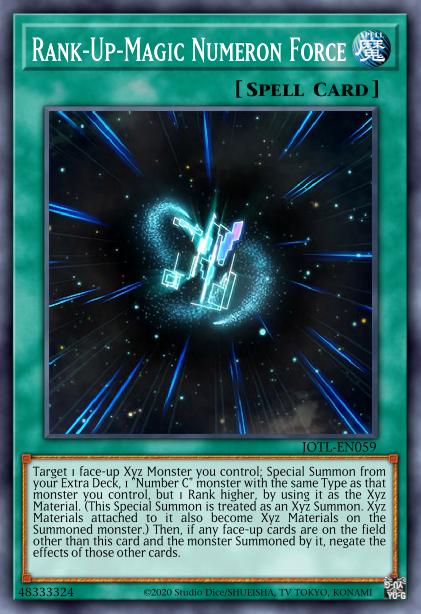 Rank-Up-Magic Numeron Force
SPELL
魔
[ Spell Card ]
JOTL-EN059
Target 1 face-up Xyz Monster you control; Special Summon from
your Extra Deck, 1 "Number C" monster with the same Type as that
monster you control, but 1 Rank higher, by using it as the Xyz
Material. (This Special Summon is treated as an Xyz Summon. Xyz
Materials attached to it also become Xyz Materials on the
Summoned monster.) Then, if any face-up cards are on the field
other than this card and the monster Summoned by it, negate the
effects of those other cards.
48333324
©2020 Studio Dice/SHUEISHA, TV TOKYO, KONAMI